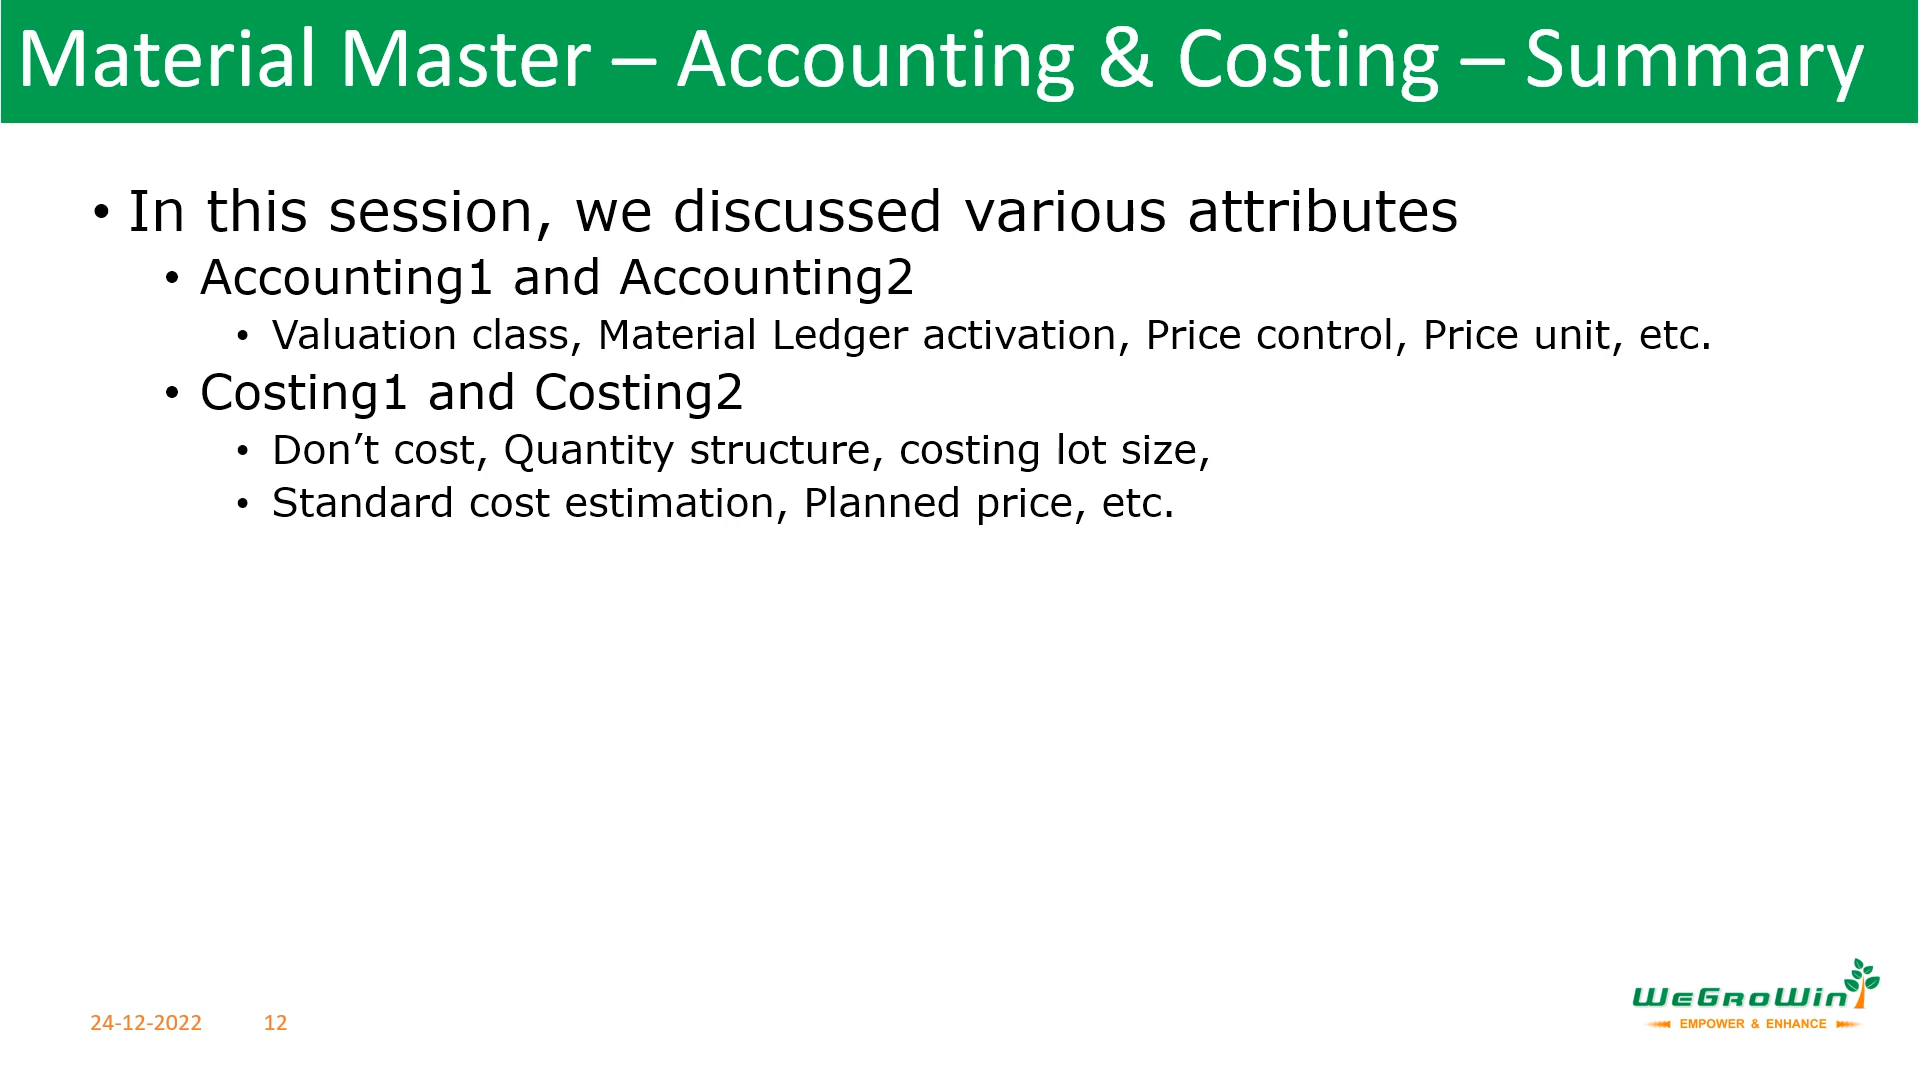 Material Master – Accounting & Costing – Summary
• In this session, we discussed various attributes
• Accounting1 and Accounting2
• Valuation class, Material Ledger activation, Price control, Price unit, etc.
• Costing1 and Costing2
• Don’t cost, Quantity structure, costing lot size,
• Standard cost estimation, Planned price, etc.
24-12-2022 12
WeGroWin
EMPOWER & ENHANCE